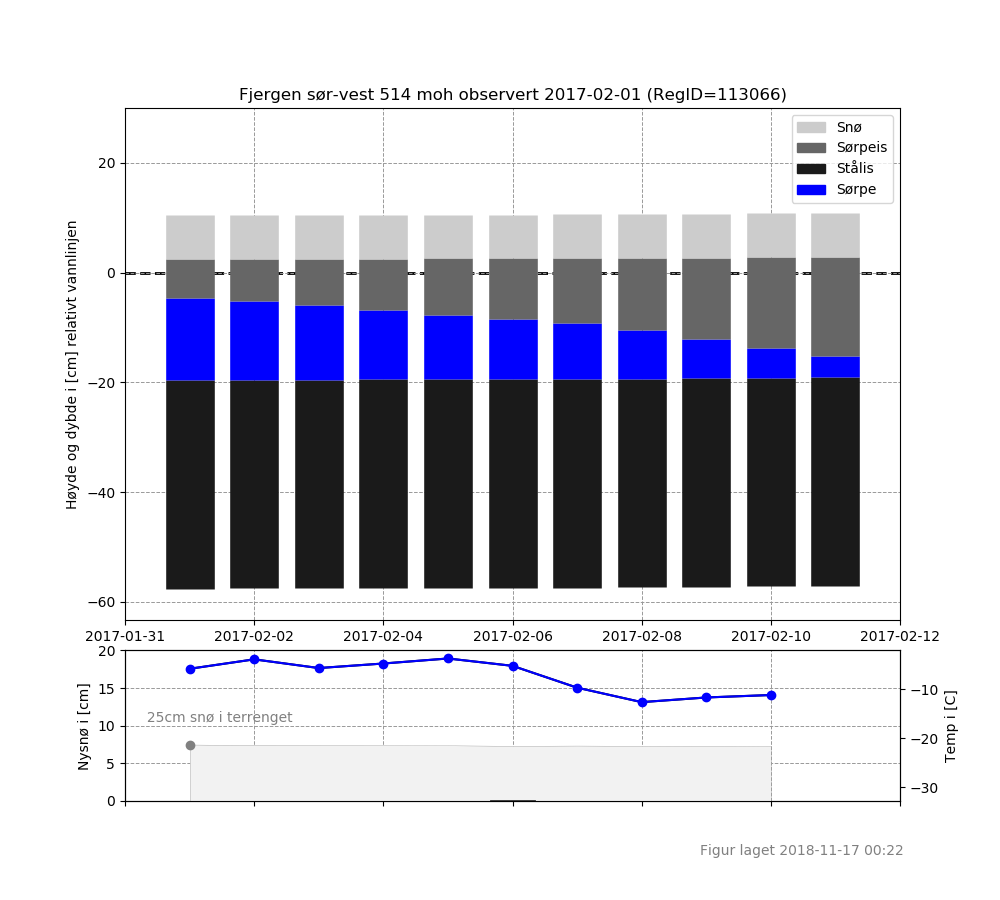 Fjergen sør-vest 514 moh observert 2017-02-01 (RegID=113066)
Snø
Sørpeis
Stålis
Sørpe
Høyde og dybde i [cm] relativt vannlinjen
20
0
−20
−40
−60
2017-01-31
2017-02-02
2017-02-04
2017-02-06
2017-02-08
2017-02-10
2017-02-12
Nysnø i [cm]
20
15
10
5
0
25cm snø i terrenget
−10
−20
−30
Temp i [C]
Figur laget 2018-11-17 00:22